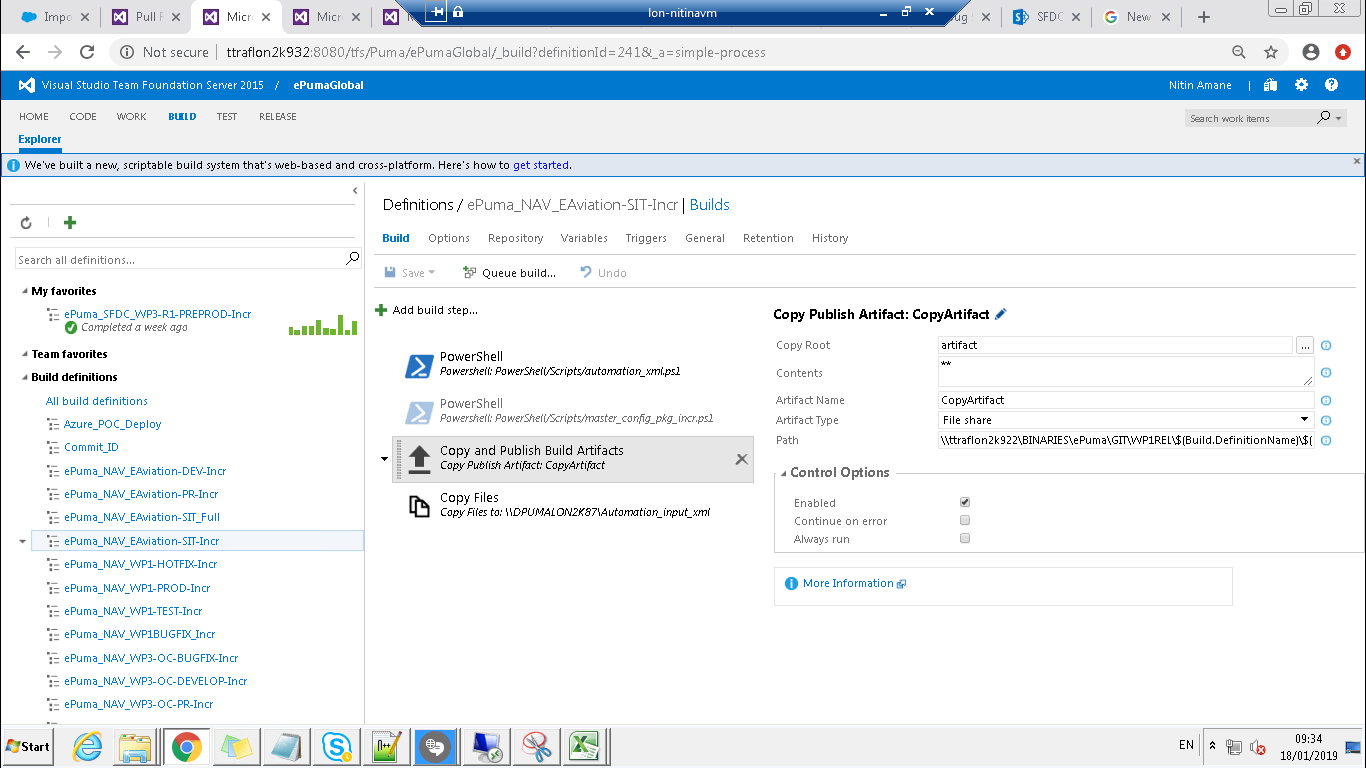 Impo
Pull F
Micro
Micro
lon-nitinavm
ug S
SFDC
New
Not secure
ttraflon2k932:8080/tfs/Puma/ePumaGlobal/_build?definitionId=241&_a=simple-process
Visual Studio Team Foundation Server 2015 / ePumaGlobal
Nitin Amane
HOME CODE WORK BUILD TEST RELEASE
Search work items
Explorer
We've built a new, scriptable build system that's web-based and cross-platform. Here's how to get started.
Definitions / ePuma_NAV_EAviation-SIT-Incr | Builds
Build Options Repository Variables Triggers General Retention History
Search all definitions...
Save Queue build... Undo
My favorites
ePuma_SFDC_WP3-R1-PREPROD-Incr
Completed a week ago
Team favorites
Build definitions
All build definitions
Azure_POC_Deploy
Commit_ID
ePuma_NAV_EAviation-DEV-Incr
ePuma_NAV_EAviation-PR-Incr
ePuma_NAV_EAviation-SIT_Full
ePuma_NAV_EAviation-SIT-Incr
ePuma_NAV_WP1-HOTFIX-Incr
ePuma_NAV_WP1-PROD-Incr
ePuma_NAV_WP1-TEST-Incr
ePuma_NAV_WP1BUGFIX_Incr
ePuma_NAV_WP3-OC-BUGFIX-Incr
ePuma_NAV_WP3-OC-DEVELOP-Incr
ePuma_NAV_WP3-OC-PR-Incr
Add build step...
PowerShell
Powershell: PowerShell/Scripts/automation_xml.ps1
PowerShell
Powershell: PowerShell/Scripts/master_config_pkg_incr.ps1
Copy and Publish Build Artifacts
Copy Publish Artifact: CopyArtifact
Copy Files
Copy Files to: \\DPUMALON2K87\Automation_input_xml
Copy Publish Artifact: CopyArtifact
Copy Root artifact ...
Contents **
Artifact Name CopyArtifact
Artifact Type File share
Path \\ttraflon2k922\BINARIES\ePuma\GIT\WP1REL\$(Build.DefinitionName)\$(
Control Options
Enabled
Continue on error
Always run
More Information
Start
EN
09:34
18/01/2019